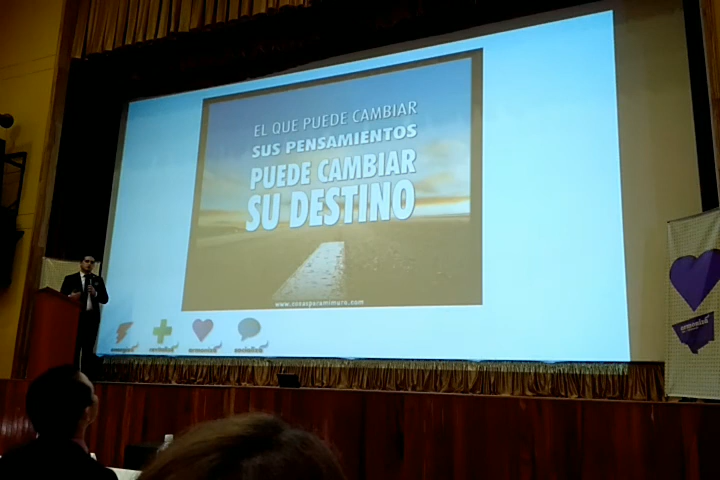 EL QUE PUEDE CAMBIAR
SUS PENSAMIENTOS
PUEDE CAMBIAR
SU DESTINO